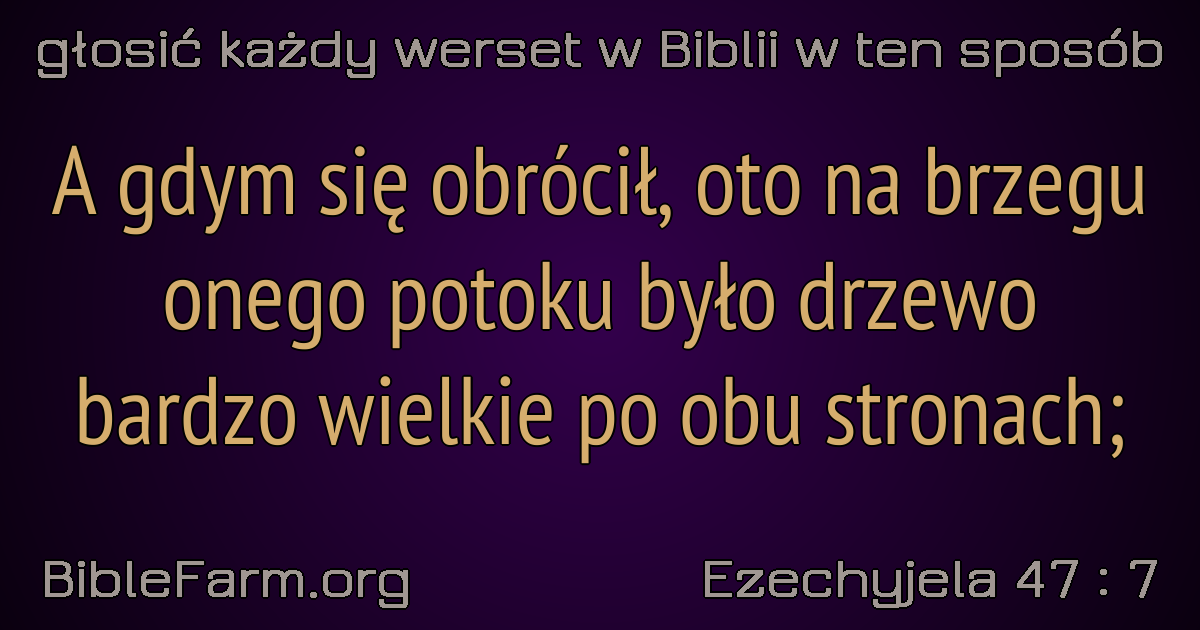 głosić każdy werset w Biblii w ten sposób
A gdym się obrócił, oto na brzegu
onego potoku było drzewo
bardzo wielkie po obu stronach;
BibleFarm.org
Ezechyjela 47 : 7